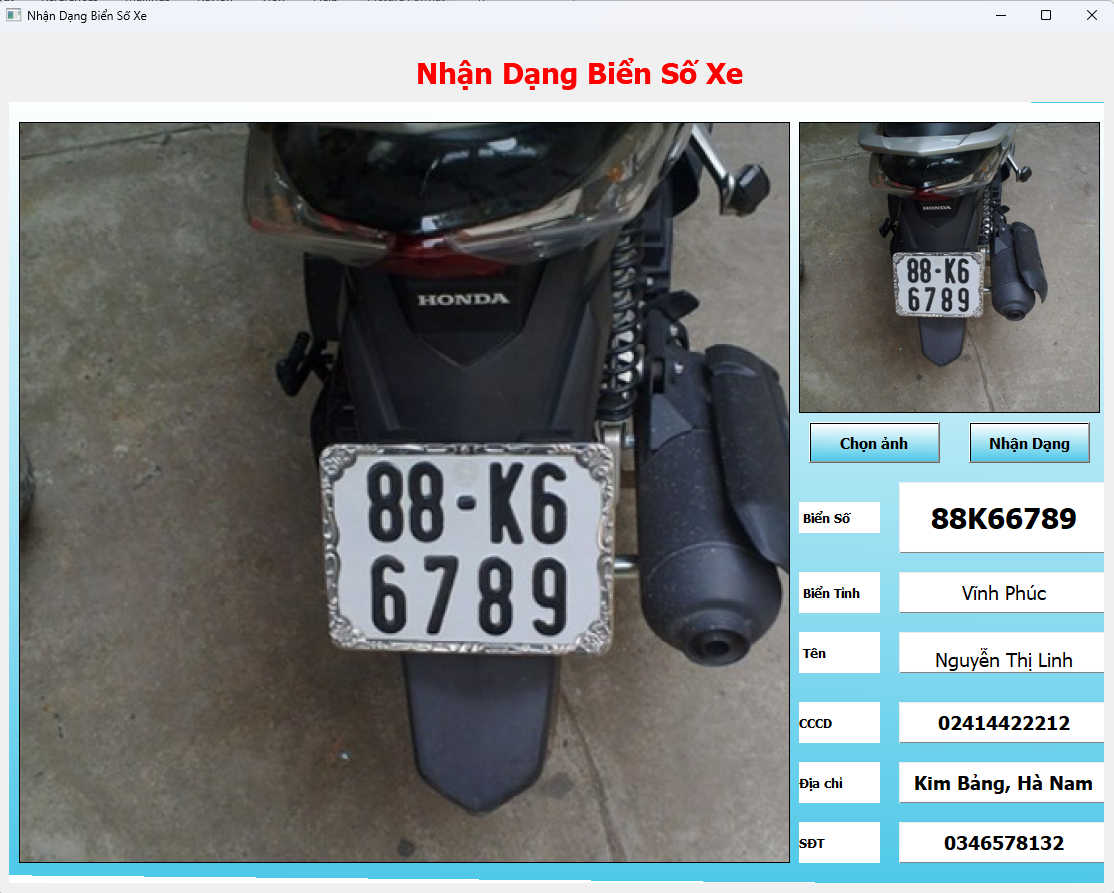 Nhận Dạng Biển Số Xe
Nhận Dạng Biển Số Xe
HONDA
88-K6
6789
HONDA
88-K6
6789
Chọn ảnh
Nhận Dạng
Biển Số
88K66789
Biển Tỉnh
Vĩnh Phúc
Tên
Nguyễn Thị Linh
CCCD
02414422212
Địa chỉ
Kim Bảng, Hà Nam
SĐT
0346578132